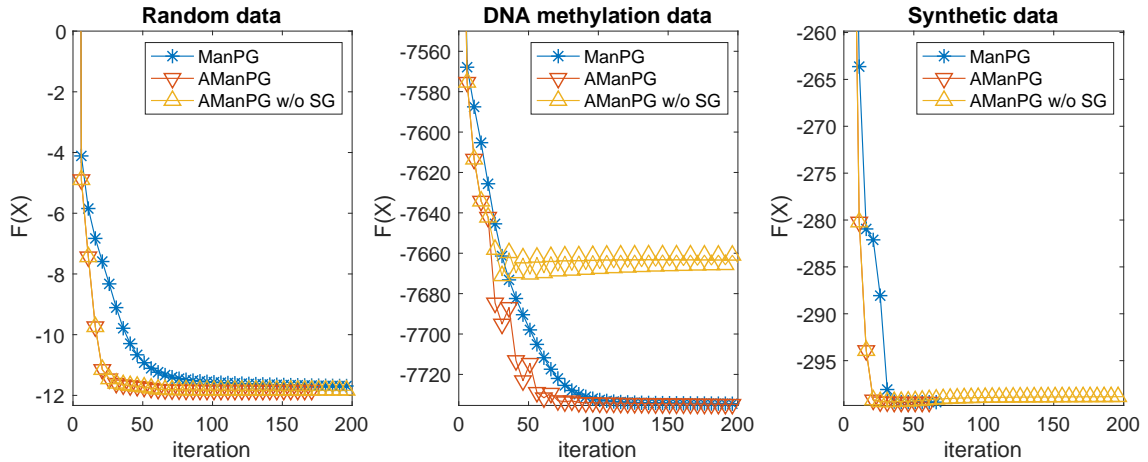 Random data
0
-2
-4
-6
-8
-10
-12
F(X)
0
50
100
150
200
iteration
ManPG
AManPG
AManPG w/o SG
DNA methylation data
-7560
-7580
-7600
-7620
-7640
-7660
-7680
-7700
-7720
F(X)
0
50
100
150
200
iteration
ManPG
AManPG
AManPG w/o SG
Synthetic data
-260
-265
-270
-275
-280
-285
-290
-295
F(X)
0
50
100
150
200
iteration
ManPG
AManPG
AManPG w/o SG